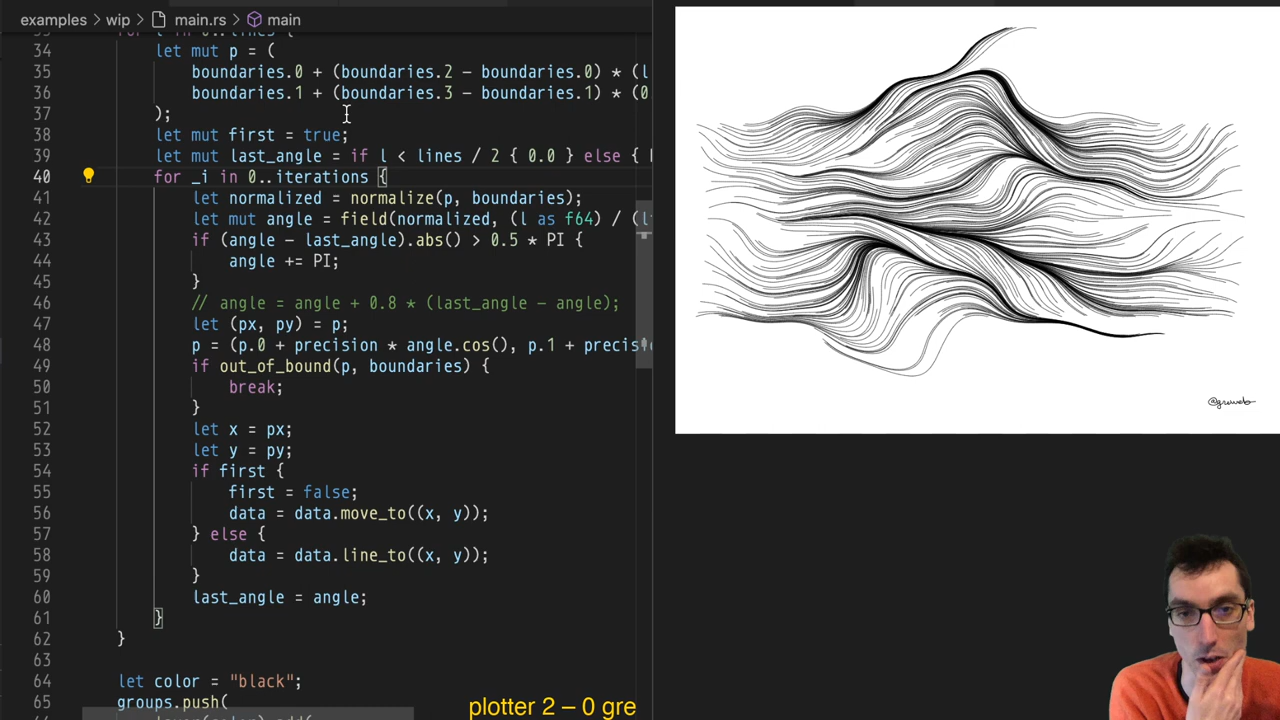 examples > wip > main.rs > main
for l in 0..lines {
34 let mut p = (
35 boundaries.0 + (boundaries.2 - boundaries.0) * (l
36 boundaries.1 + (boundaries.3 - boundaries.1) * (0
37 );
38 let mut first = true;
39 let mut last_angle = if l < lines / 2 { 0.0 } else {
40 for _i in 0..iterations {
41 let normalized = normalize(p, boundaries);
42 let mut angle = field(normalized, (l as f64) / (l
43 if (angle - last_angle).abs() > 0.5 * PI {
44 angle += PI;
45 }
46 // angle = angle + 0.8 * (last_angle - angle);
47 let (px, py) = p;
48 p = (p.0 + precision * angle.cos(), p.1 + precis
49 if out_of_bound(p, boundaries) {
50 break;
51 }
52 let x = px;
53 let y = py;
54 if first {
55 first = false;
56 data = data.move_to((x, y));
57 } else {
58 data = data.line_to((x, y));
59 }
60 last_angle = angle;
61 }
62 }
63
64 let color = "black";
65 groups.push(
plotter 2 – 0 gre
@greweb